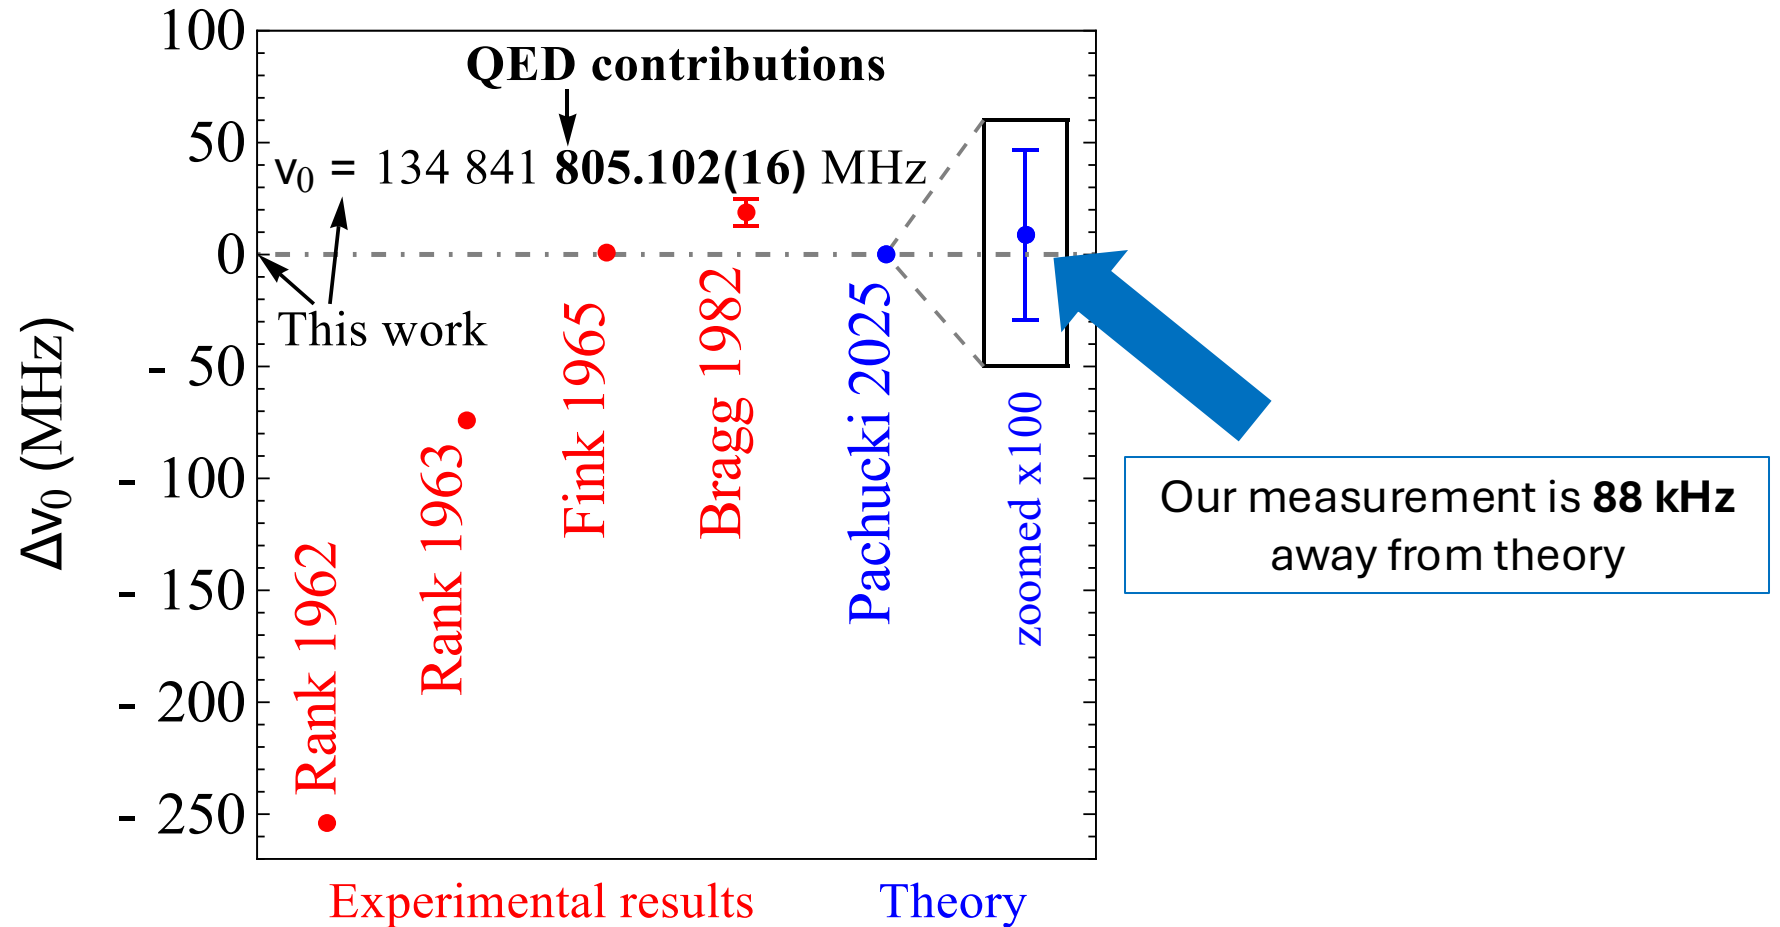 100
50
0
- 50
- 100
- 150
- 200
- 250
Δν₀ (MHz)
QED contributions
ν₀ = 134 841 805.102(16) MHz
This work
Rank 1962
Rank 1963
Fink 1965
Bragg 1982
Pachucki 2025
zoomed x100
Experimental results
Theory
Our measurement is 88 kHz
away from theory